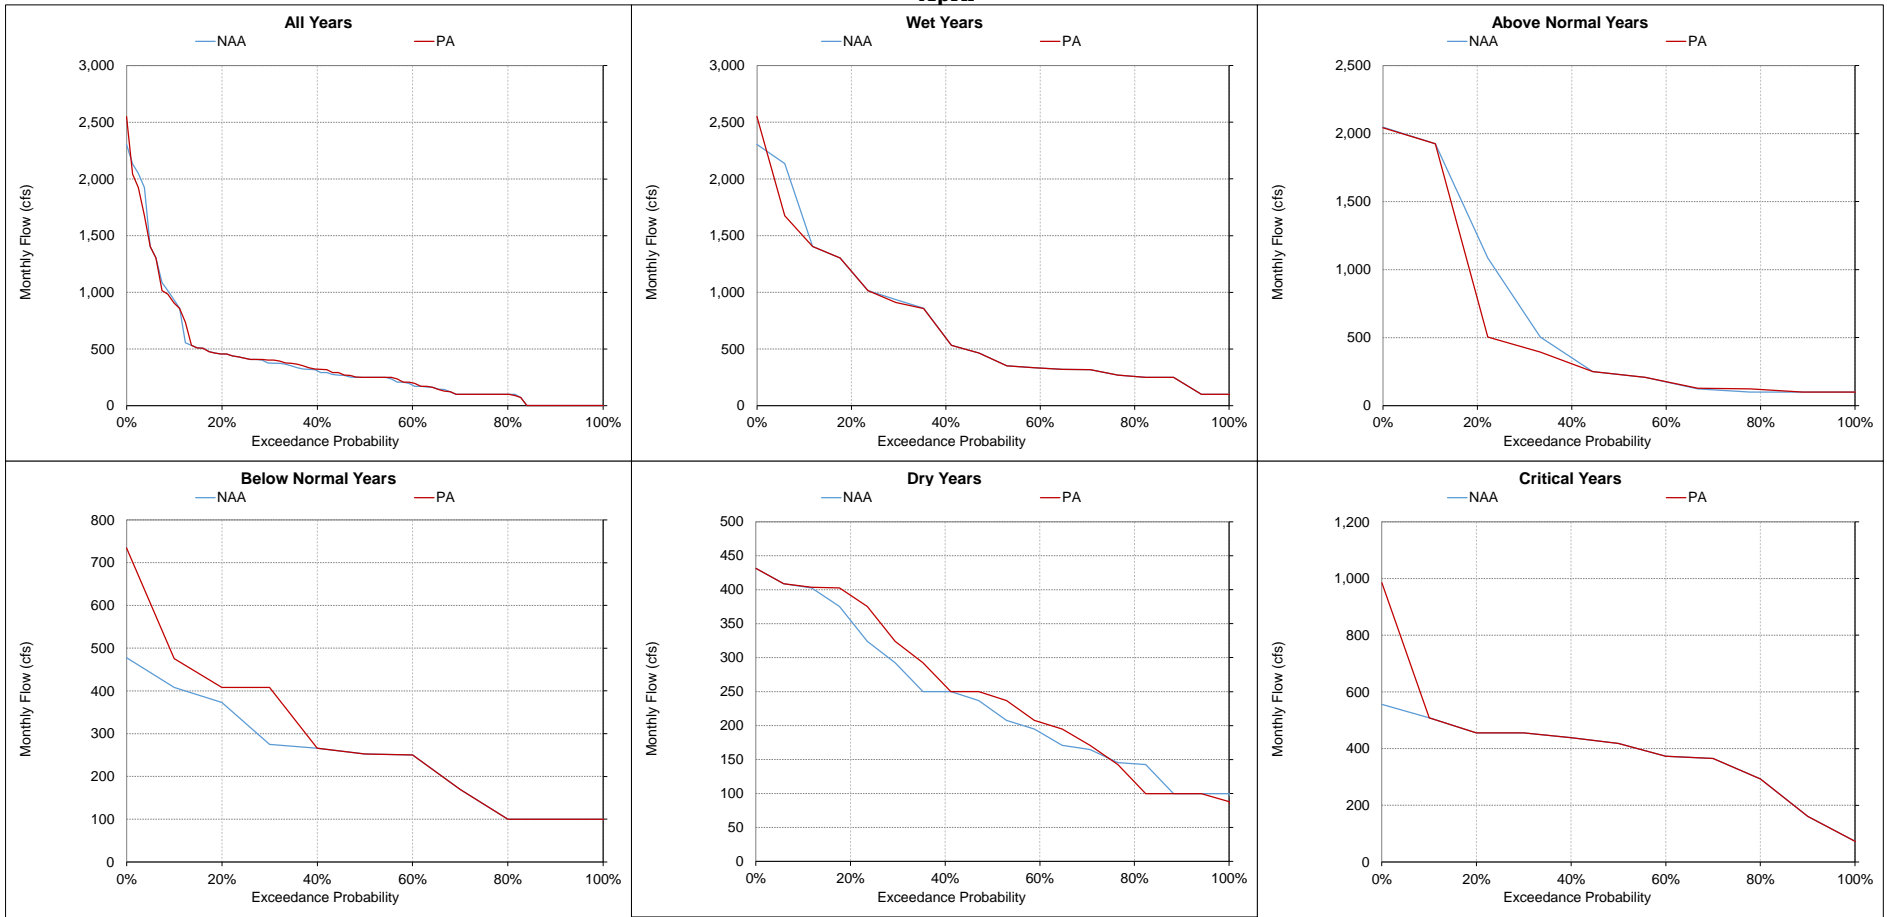 All Years
NAA PA
3,000
2,500
2,000
1,500
1,000
500
0
Monthly Flow (cfs)
0% 20% 40% 60% 80% 100%
Exceedance Probability
Wet Years
NAA PA
3,000
2,500
2,000
1,500
1,000
500
0
Monthly Flow (cfs)
0% 20% 40% 60% 80% 100%
Exceedance Probability
Above Normal Years
NAA PA
2,500
2,000
1,500
1,000
500
0
Monthly Flow (cfs)
0% 20% 40% 60% 80% 100%
Exceedance Probability
Below Normal Years
NAA PA
800
700
600
500
400
300
200
100
0
Monthly Flow (cfs)
0% 20% 40% 60% 80% 100%
Exceedance Probability
Dry Years
NAA PA
500
450
400
350
300
250
200
150
100
50
0
Monthly Flow (cfs)
0% 20% 40% 60% 80% 100%
Exceedance Probability
Critical Years
NAA PA
1,200
1,000
800
600
400
200
0
Monthly Flow (cfs)
0% 20% 40% 60% 80% 100%
Exceedance Probability